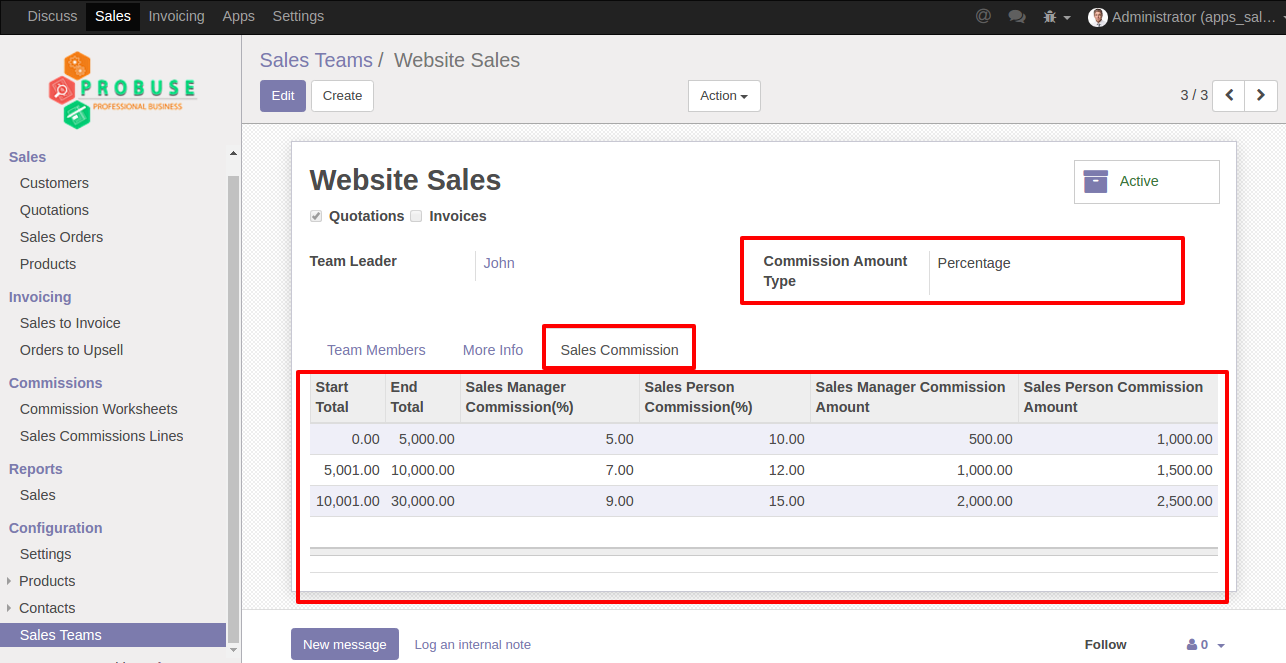 Discuss Sales Invoicing Apps Settings @ Administrator (apps_sal...
PROBUSE
PROFESSIONAL BUSINESS
Sales Teams / Website Sales
Edit Create Action 3 / 3
Sales
Customers
Quotations
Sales Orders
Products
Invoicing
Sales to Invoice
Orders to Upsell
Commissions
Commission Worksheets
Sales Commissions Lines
Reports
Sales
Configuration
Settings
Products
Contacts
Sales Teams
Website Sales
Active
Quotations Invoices
Team Leader John
Commission Amount Type Percentage
Team Members More Info Sales Commission
Start Total End Total Sales Manager Commission(%) Sales Person Commission(%) Sales Manager Commission Amount Sales Person Commission Amount
0.00 5,000.00 5.00 10.00 500.00 1,000.00
5,001.00 10,000.00 7.00 12.00 1,000.00 1,500.00
10,001.00 30,000.00 9.00 15.00 2,000.00 2,500.00
New message Log an internal note Follow 0